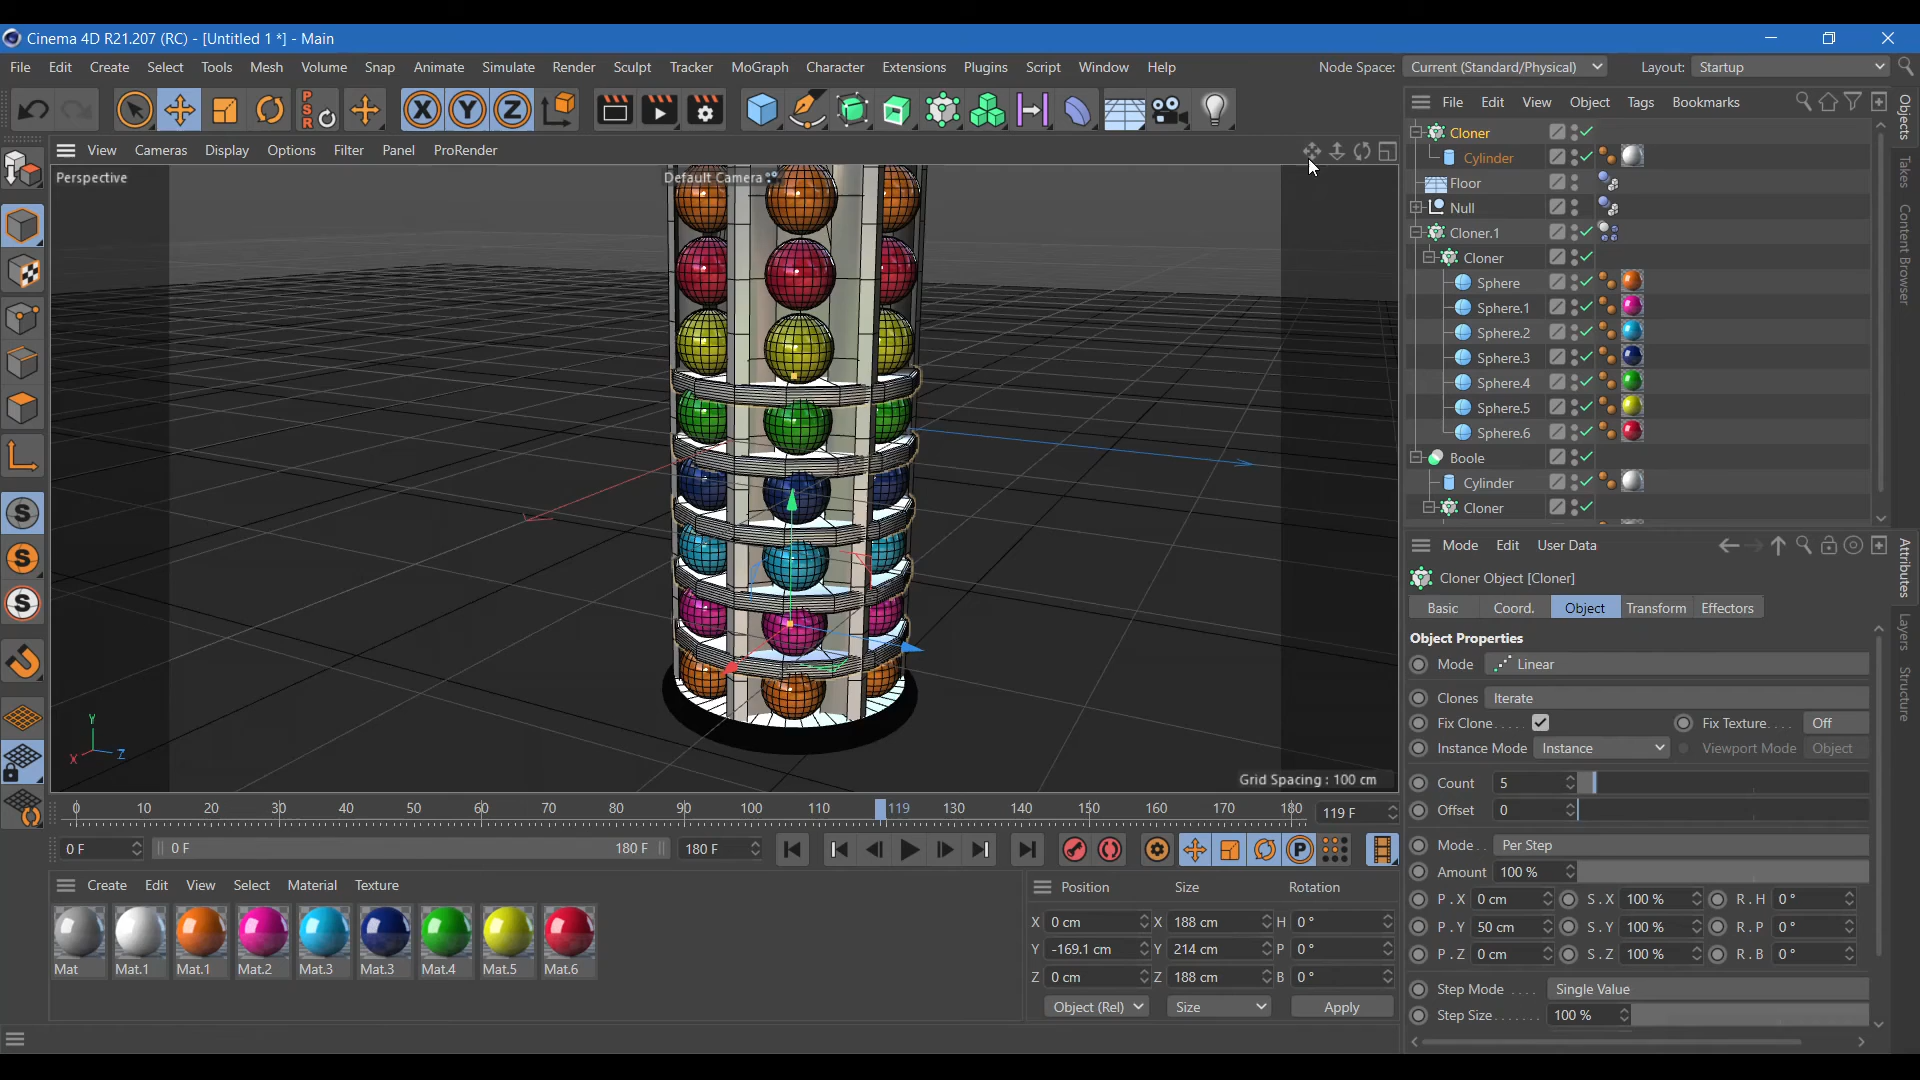 Cinema 4D R21.207 (RC) - [Untitled 1 *] - Main
File Edit Create Select Tools Mesh Volume Snap Animate Simulate Render Sculpt Tracker MoGraph Character Extensions Plugins Script Window Help Node Space: Current (Standard/Physical) Layout: Startup
PSR X Y Z
File Edit View Object Tags Bookmarks
Objects
Takes
Content Browser
View Cameras Display Options Filter Panel ProRender
Perspective
Default Camera
Cloner
Cylinder
Floor
Null
Cloner.1
Cloner
Sphere
Sphere.1
Sphere.2
Sphere.3
Sphere.4
Sphere.5
Sphere.6
Boole
Cylinder
Cloner
S
S
S
Y
X
Z
Grid Spacing : 100 cm
0 10 20 30 40 50 60 70 80 90 100 110 119 130 140 150 160 170 180 119 F
0 F 0 F 180 F 180 F P
Create Edit View Select Material Texture
Mat Mat.1 Mat.1 Mat.2 Mat.3 Mat.3 Mat.4 Mat.5 Mat.6
Position Size Rotation
X 0 cm X 188 cm H 0 °
Y -169.1 cm Y 214 cm P 0 °
Z 0 cm Z 188 cm B 0 °
Object (Rel) Size Apply
Mode Edit User Data
Attributes
Layers
Structure
Cloner Object [Cloner]
Basic Coord. Object Transform Effectors
Object Properties
Mode Linear
Clones Iterate
Fix Clone..... Fix Texture.... Off
Instance Mode Instance Viewport Mode Object
Count 5
Offset 0
Mode.. Per Step
Amount 100 %
P . X 0 cm S . X 100 % R . H 0 °
P . Y 50 cm S . Y 100 % R . P 0 °
P . Z 0 cm S . Z 100 % R . B 0 °
Step Mode .... Single Value
Step Size....... 100 %